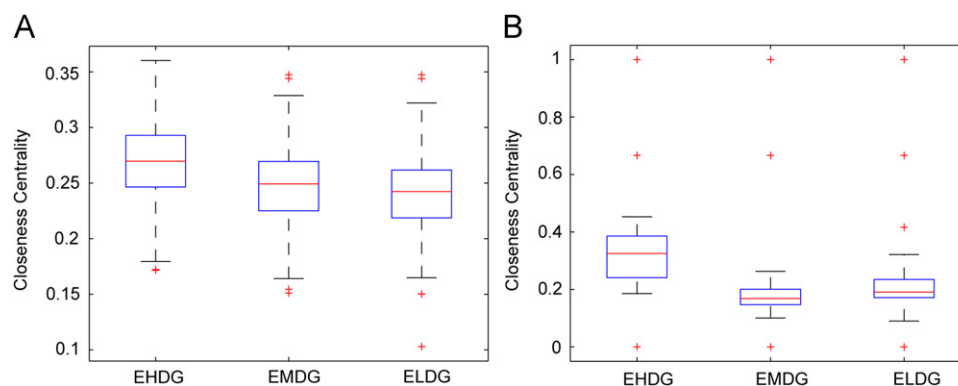 A
Closeness Centrality
0.35
0.3
0.25
0.2
0.15
0.1
EHDG EMDG ELDG
B
Closeness Centrality
1
0.8
0.6
0.4
0.2
0
EHDG EMDG ELDG